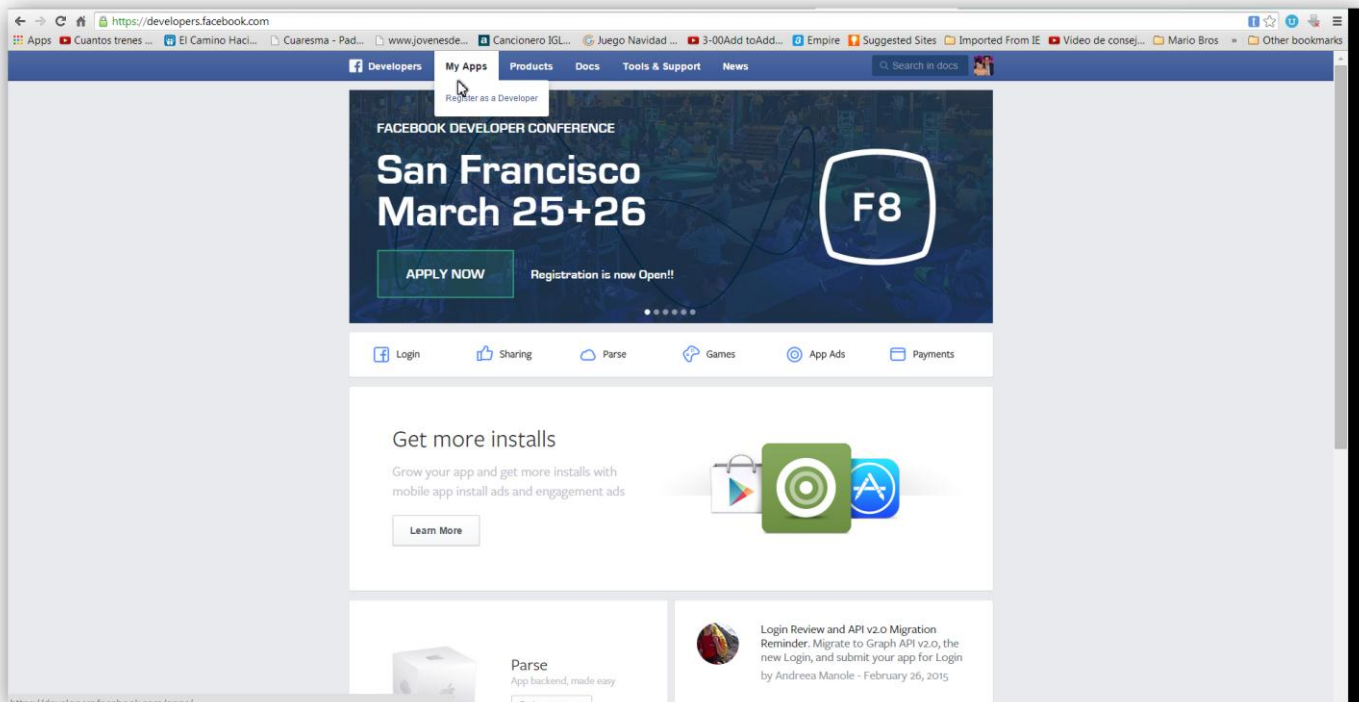 https://developers.facebook.com
Apps Cuantos trenes ... El Camino Haci... Cuaresma - Pad... www.jovenesde... Cancionero IGL... Juego Navidad ... 3-00Add toAdd... Empire Suggested Sites Imported From IE Video de consej... Mario Bros » Other bookmarks
Developers My Apps Products Docs Tools & Support News Search in docs
Register as a Developer
FACEBOOK DEVELOPER CONFERENCE
San Francisco
March 25+26
F8
APPLY NOW Registration is now Open!!
Login Sharing Parse Games App Ads Payments
Get more installs
Grow your app and get more installs with
mobile app install ads and engagement ads
Learn More
Parse
App backend, made easy
Login Review and API v2.0 Migration
Reminder. Migrate to Graph API v2.0, the
new Login, and submit your app for Login
by Andreea Manole - February 26, 2015